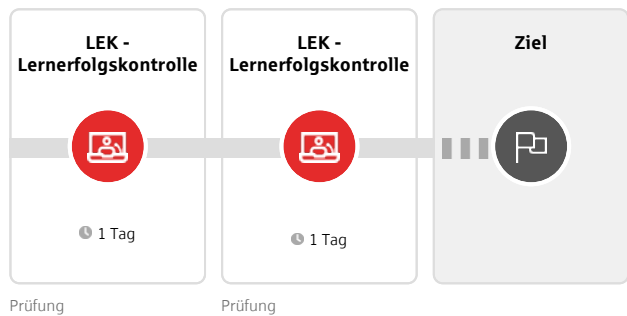 LEK -
Lernerfolgskontrolle
1 Tag
Prüfung
LEK -
Lernerfolgskontrolle
1 Tag
Prüfung
Ziel